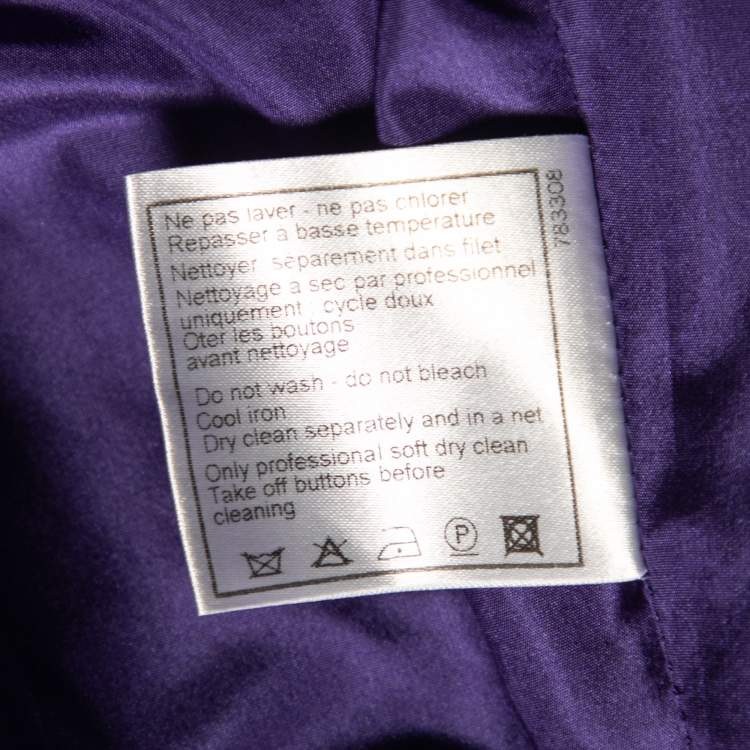 Ne pas laver - ne pas chlorer
Repasser à basse température
Nettoyer séparement dans filet
Nettoyage a sec par professionnel
uniquement : cycle doux
Oter les boutons
avant nettoyage
Do not wash - do not bleach
Cool iron
Dry clean separately and in a net
Only professional soft dry clean
Take off buttons before
cleaning
P
783308